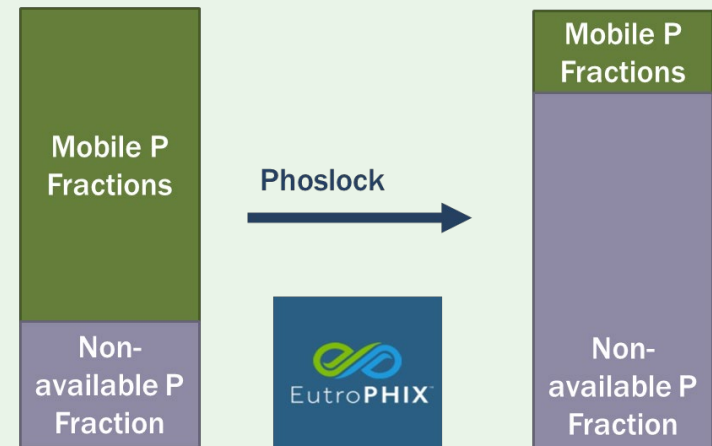 Mobile P
Fractions
Non-
available P
Fraction
Phoslock
EutroPHIX
Mobile P
Fractions
Non-
available P
Fraction